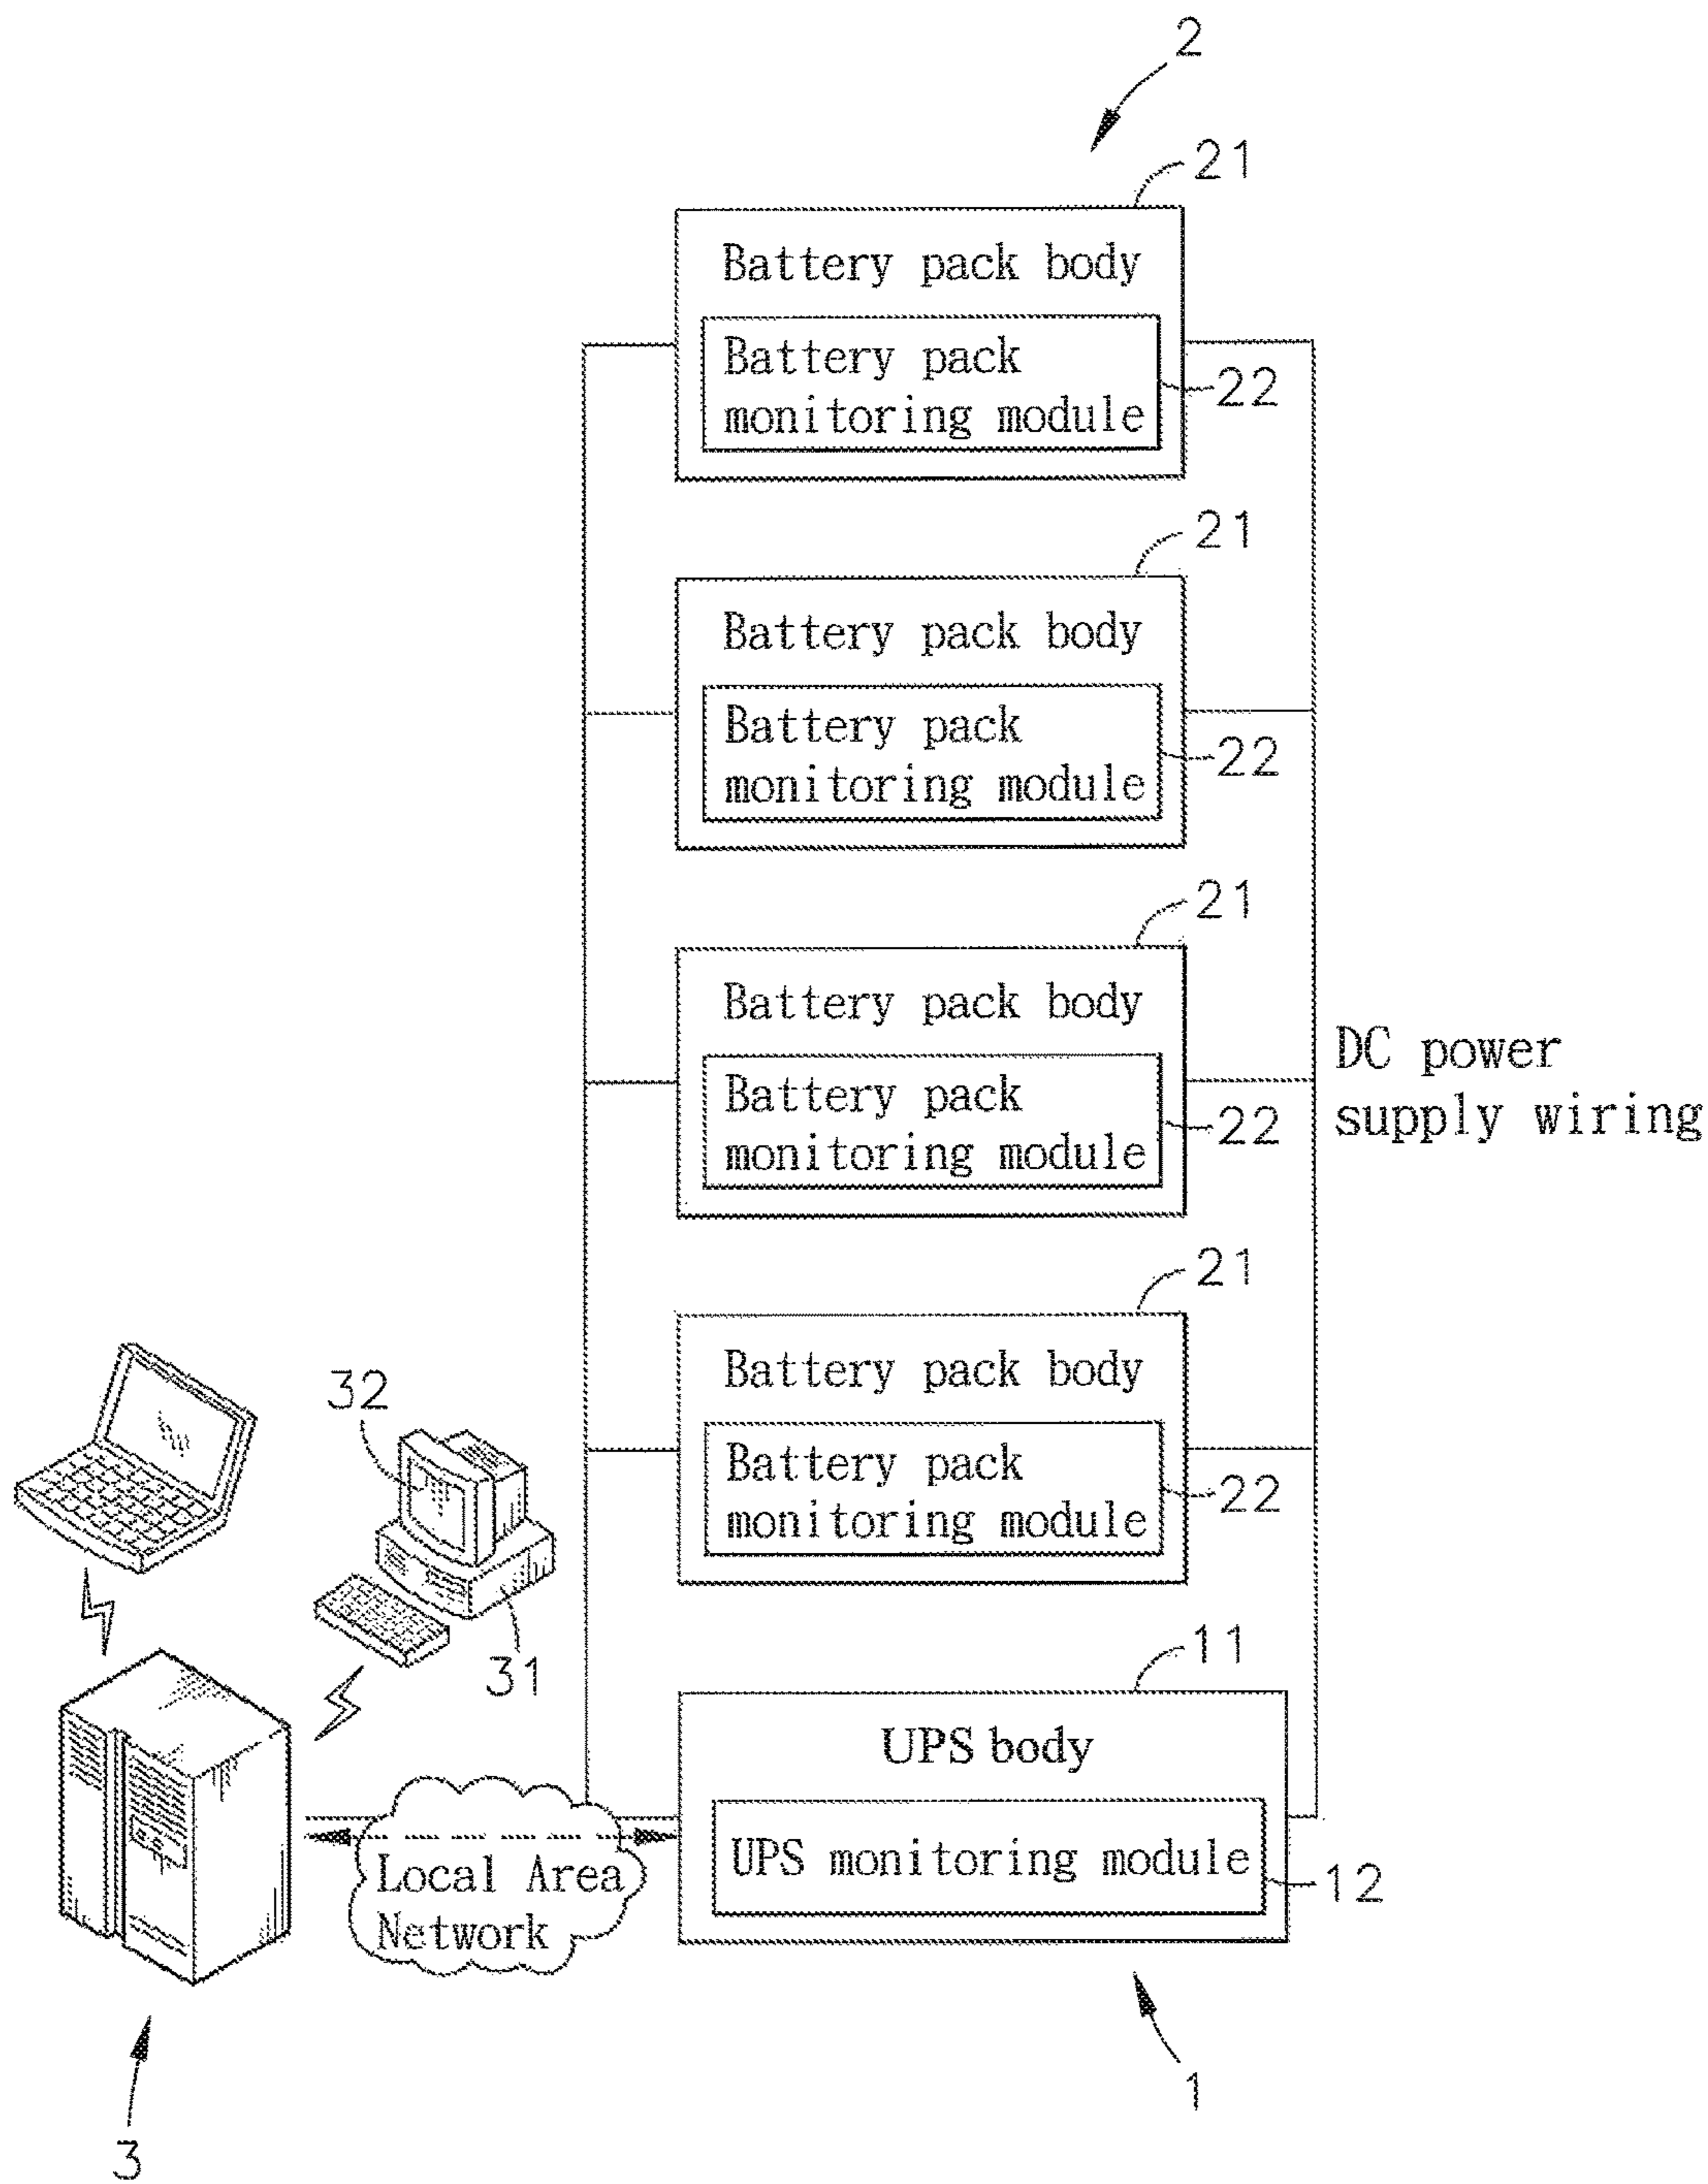 2
21
Battery pack body
Battery pack
monitoring module
22
21
Battery pack body
Battery pack
monitoring module
22
21
Battery pack body
Battery pack
monitoring module
22
DC power
supply wiring
21
Battery pack body
Battery pack
monitoring module
22
32
31
11
UPS body
UPS monitoring module
12
Local Area
Network
1
3